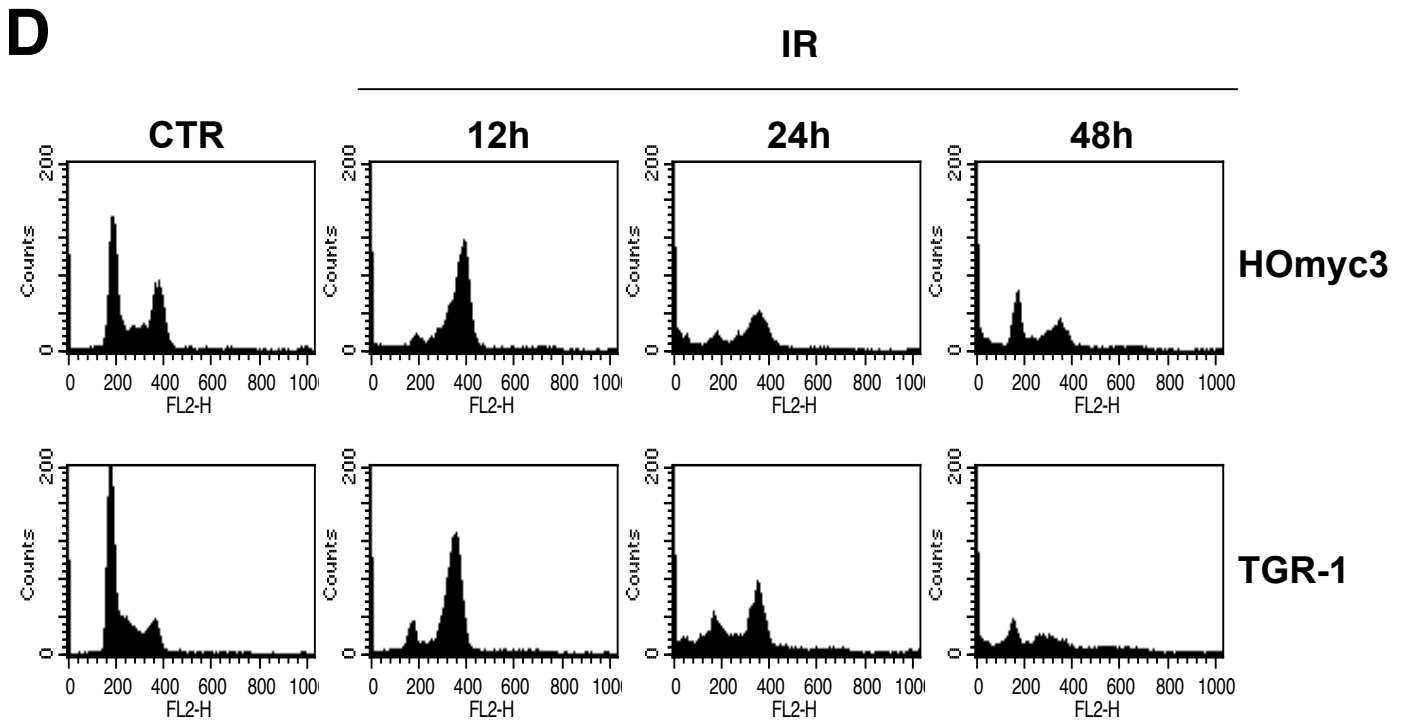 D
IR
CTR 12h 24h 48h
200 200 200 200
Counts Counts Counts Counts
HOmyc3
0 0 0 0
0 200 400 600 800 100 0 200 400 600 800 100 0 200 400 600 800 100 0 200 400 600 800 1000
FL2-H FL2-H FL2-H FL2-H
200 200 200 200
Counts Counts Counts Counts
TGR-1
0 0 0 0
0 200 400 600 800 100 0 200 400 600 800 100 0 200 400 600 800 100 0 200 400 600 800 1000
FL2-H FL2-H FL2-H FL2-H